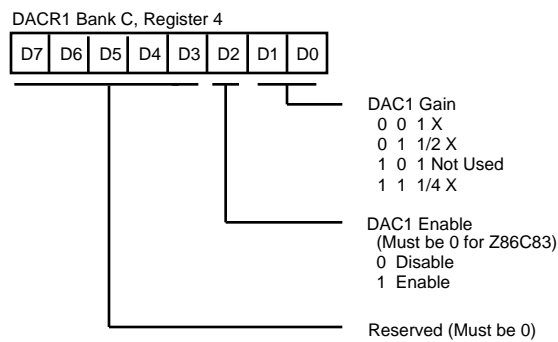 DACR1 Bank C, Register 4
D7 D6 D5 D4 D3 D2 D1 D0
DAC1 Gain
0 0 1 X
0 1 1/2 X
1 0 1 Not Used
1 1 1/4 X
DAC1 Enable
(Must be 0 for Z86C83)
0 Disable
1 Enable
Reserved (Must be 0)